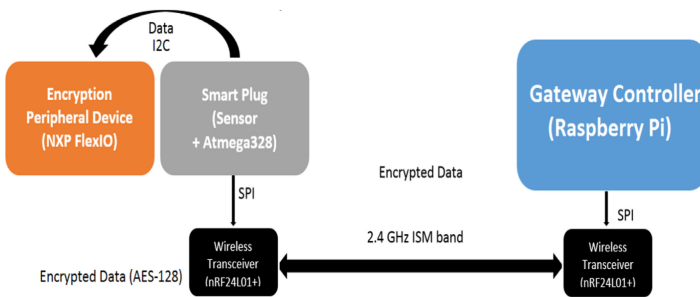 Data
I2C
Encryption
Peripheral Device
(NXP FlexIO)
Smart Plug
(Sensor
+ Atmega328)
Gateway Controller
(Raspberry Pi)
SPI
Encrypted Data
SPI
Wireless
Transceiver
(nRF24L01+)
2.4 GHz ISM band
Wireless
Transceiver
(nRF24L01+)
Encrypted Data (AES-128)